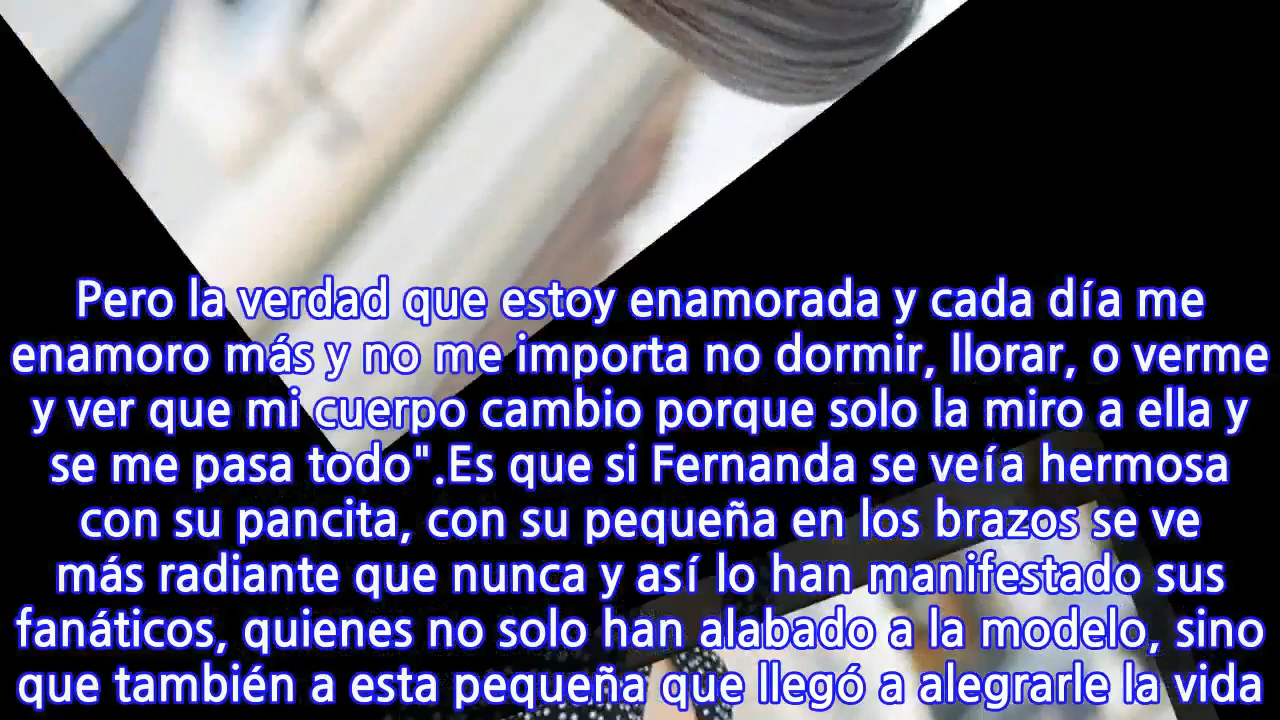 Pero la verdad que estoy enamorada y cada día me
enamoro más y no me importa no dormir, llorar, o verme
y ver que mi cuerpo cambio porque solo la miro a ella y
se me pasa todo".Es que si Fernanda se veía hermosa
con su pancita, con su pequeña en los brazos se ve
más radiante que nunca y así lo han manifestado sus
fanáticos, quienes no solo han alabado a la modelo, sino
que también a esta pequeña que llegó a alegrarle la vida